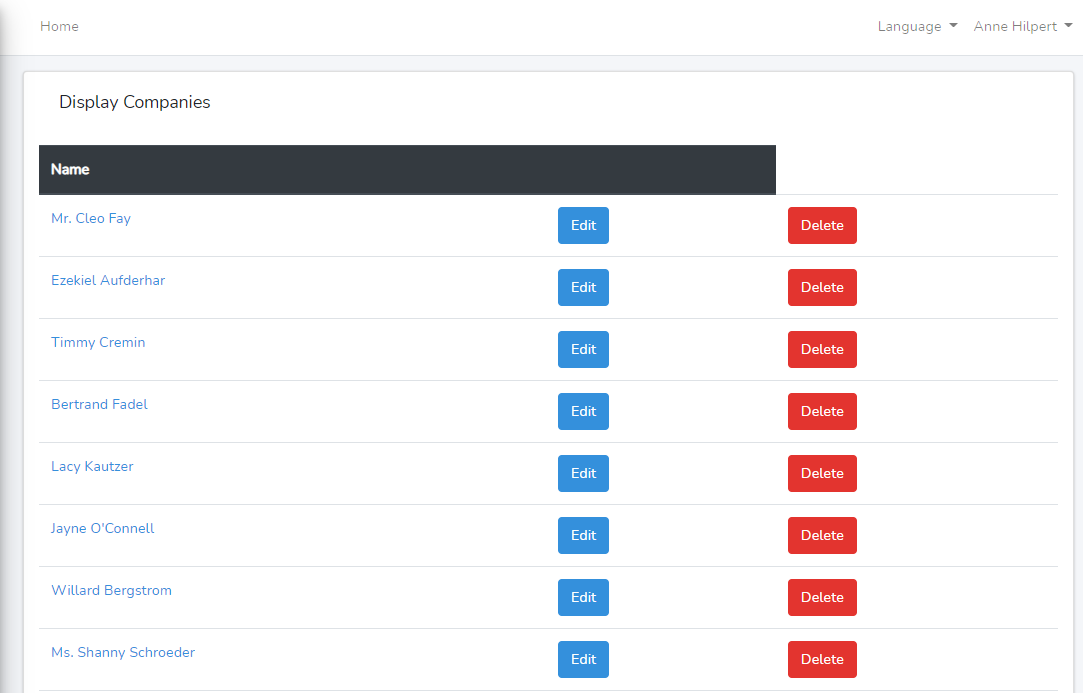 Home Language Anne Hilpert
Display Companies
Name
Mr. Cleo Fay Edit Delete
Ezekiel Aufderhar Edit Delete
Timmy Cremin Edit Delete
Bertrand Fadel Edit Delete
Lacy Kautzer Edit Delete
Jayne O'Connell Edit Delete
Willard Bergstrom Edit Delete
Ms. Shanny Schroeder Edit Delete